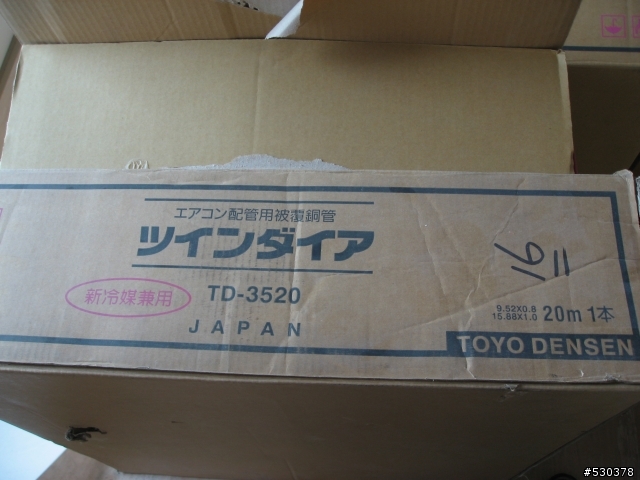 エアコン配管用被覆銅管
ツインダイア
新冷媒兼用
TD-3520
JAPAN
9.52X0.8
15.88X1.0
20m 1本
TOYO DENSEN
#530378